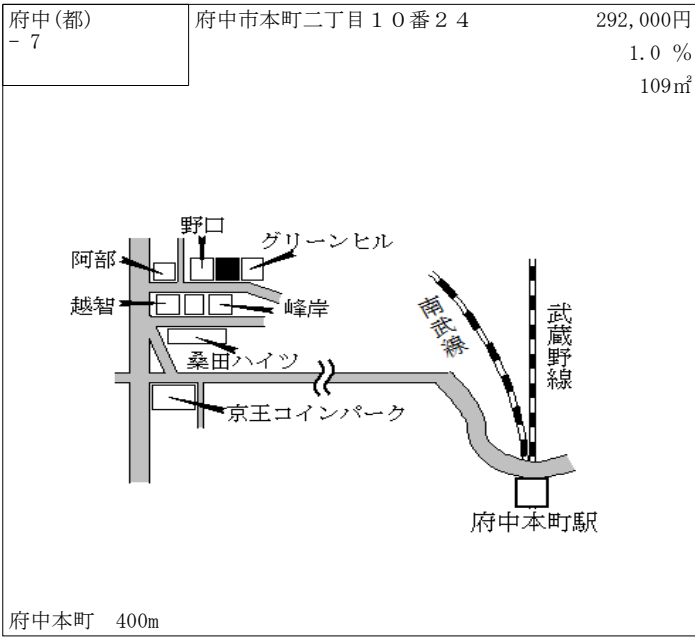 府中(都)
- 7
府中市本町二丁目１０番２４
292,000円
1.0 %
109㎡
野口
グリーンヒル
阿部
越智
峰岸
桑田ハイツ
京王コインパーク
南武線
武蔵野線
府中本町駅
府中本町　400m